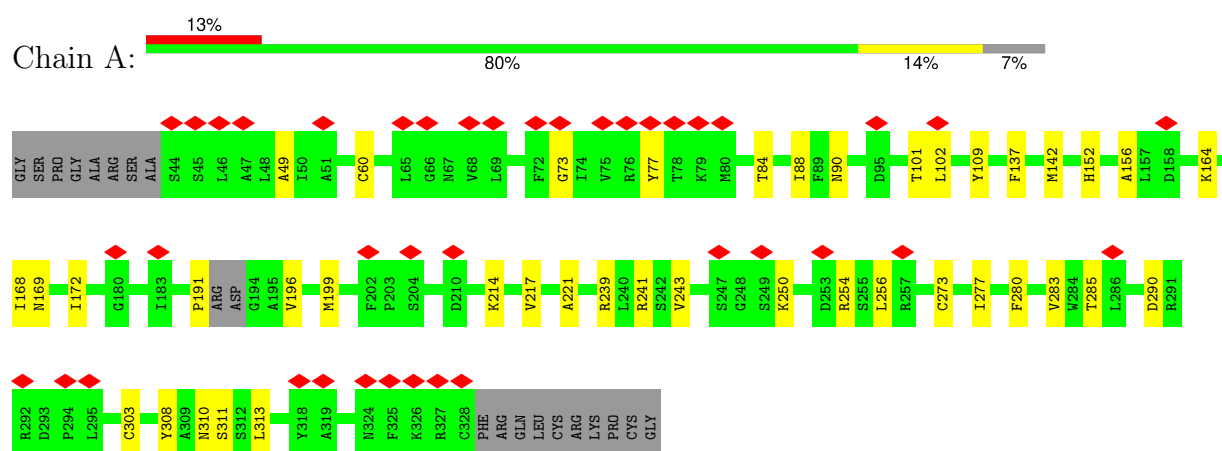 13%
Chain A:
80% 14% 7%
GLY SER PRO GLY ALA ARG SER ALA S44 S45 L46 A47 L48 A49 I50 A51 C60 L65 G66 N67 V68 L69 F72 G73 I74 V75 R76 Y77 T78 K79 M80 T84 I88 F89 N90 D95 T101 L102 Y109 F137 M142 H152 A156 L157 D158 K164
I168 N169 I172 G180 I183 P191 ARG ASP G194 A195 V196 M199 F202 P203 S204 D210 K214 V217 A221 R239 L240 R241 S242 V243 S247 G248 S249 K250 D253 R254 S255 L256 R257 C273 I277 F280 V283 W284 T285 L286 D290 R291
R292 D293 P294 L295 C303 Y308 A309 N310 S311 S312 L313 Y318 A319 N324 F325 K326 R327 C328 PHE ARG GLN LEU CYS ARG LYS PRO CYS GLY